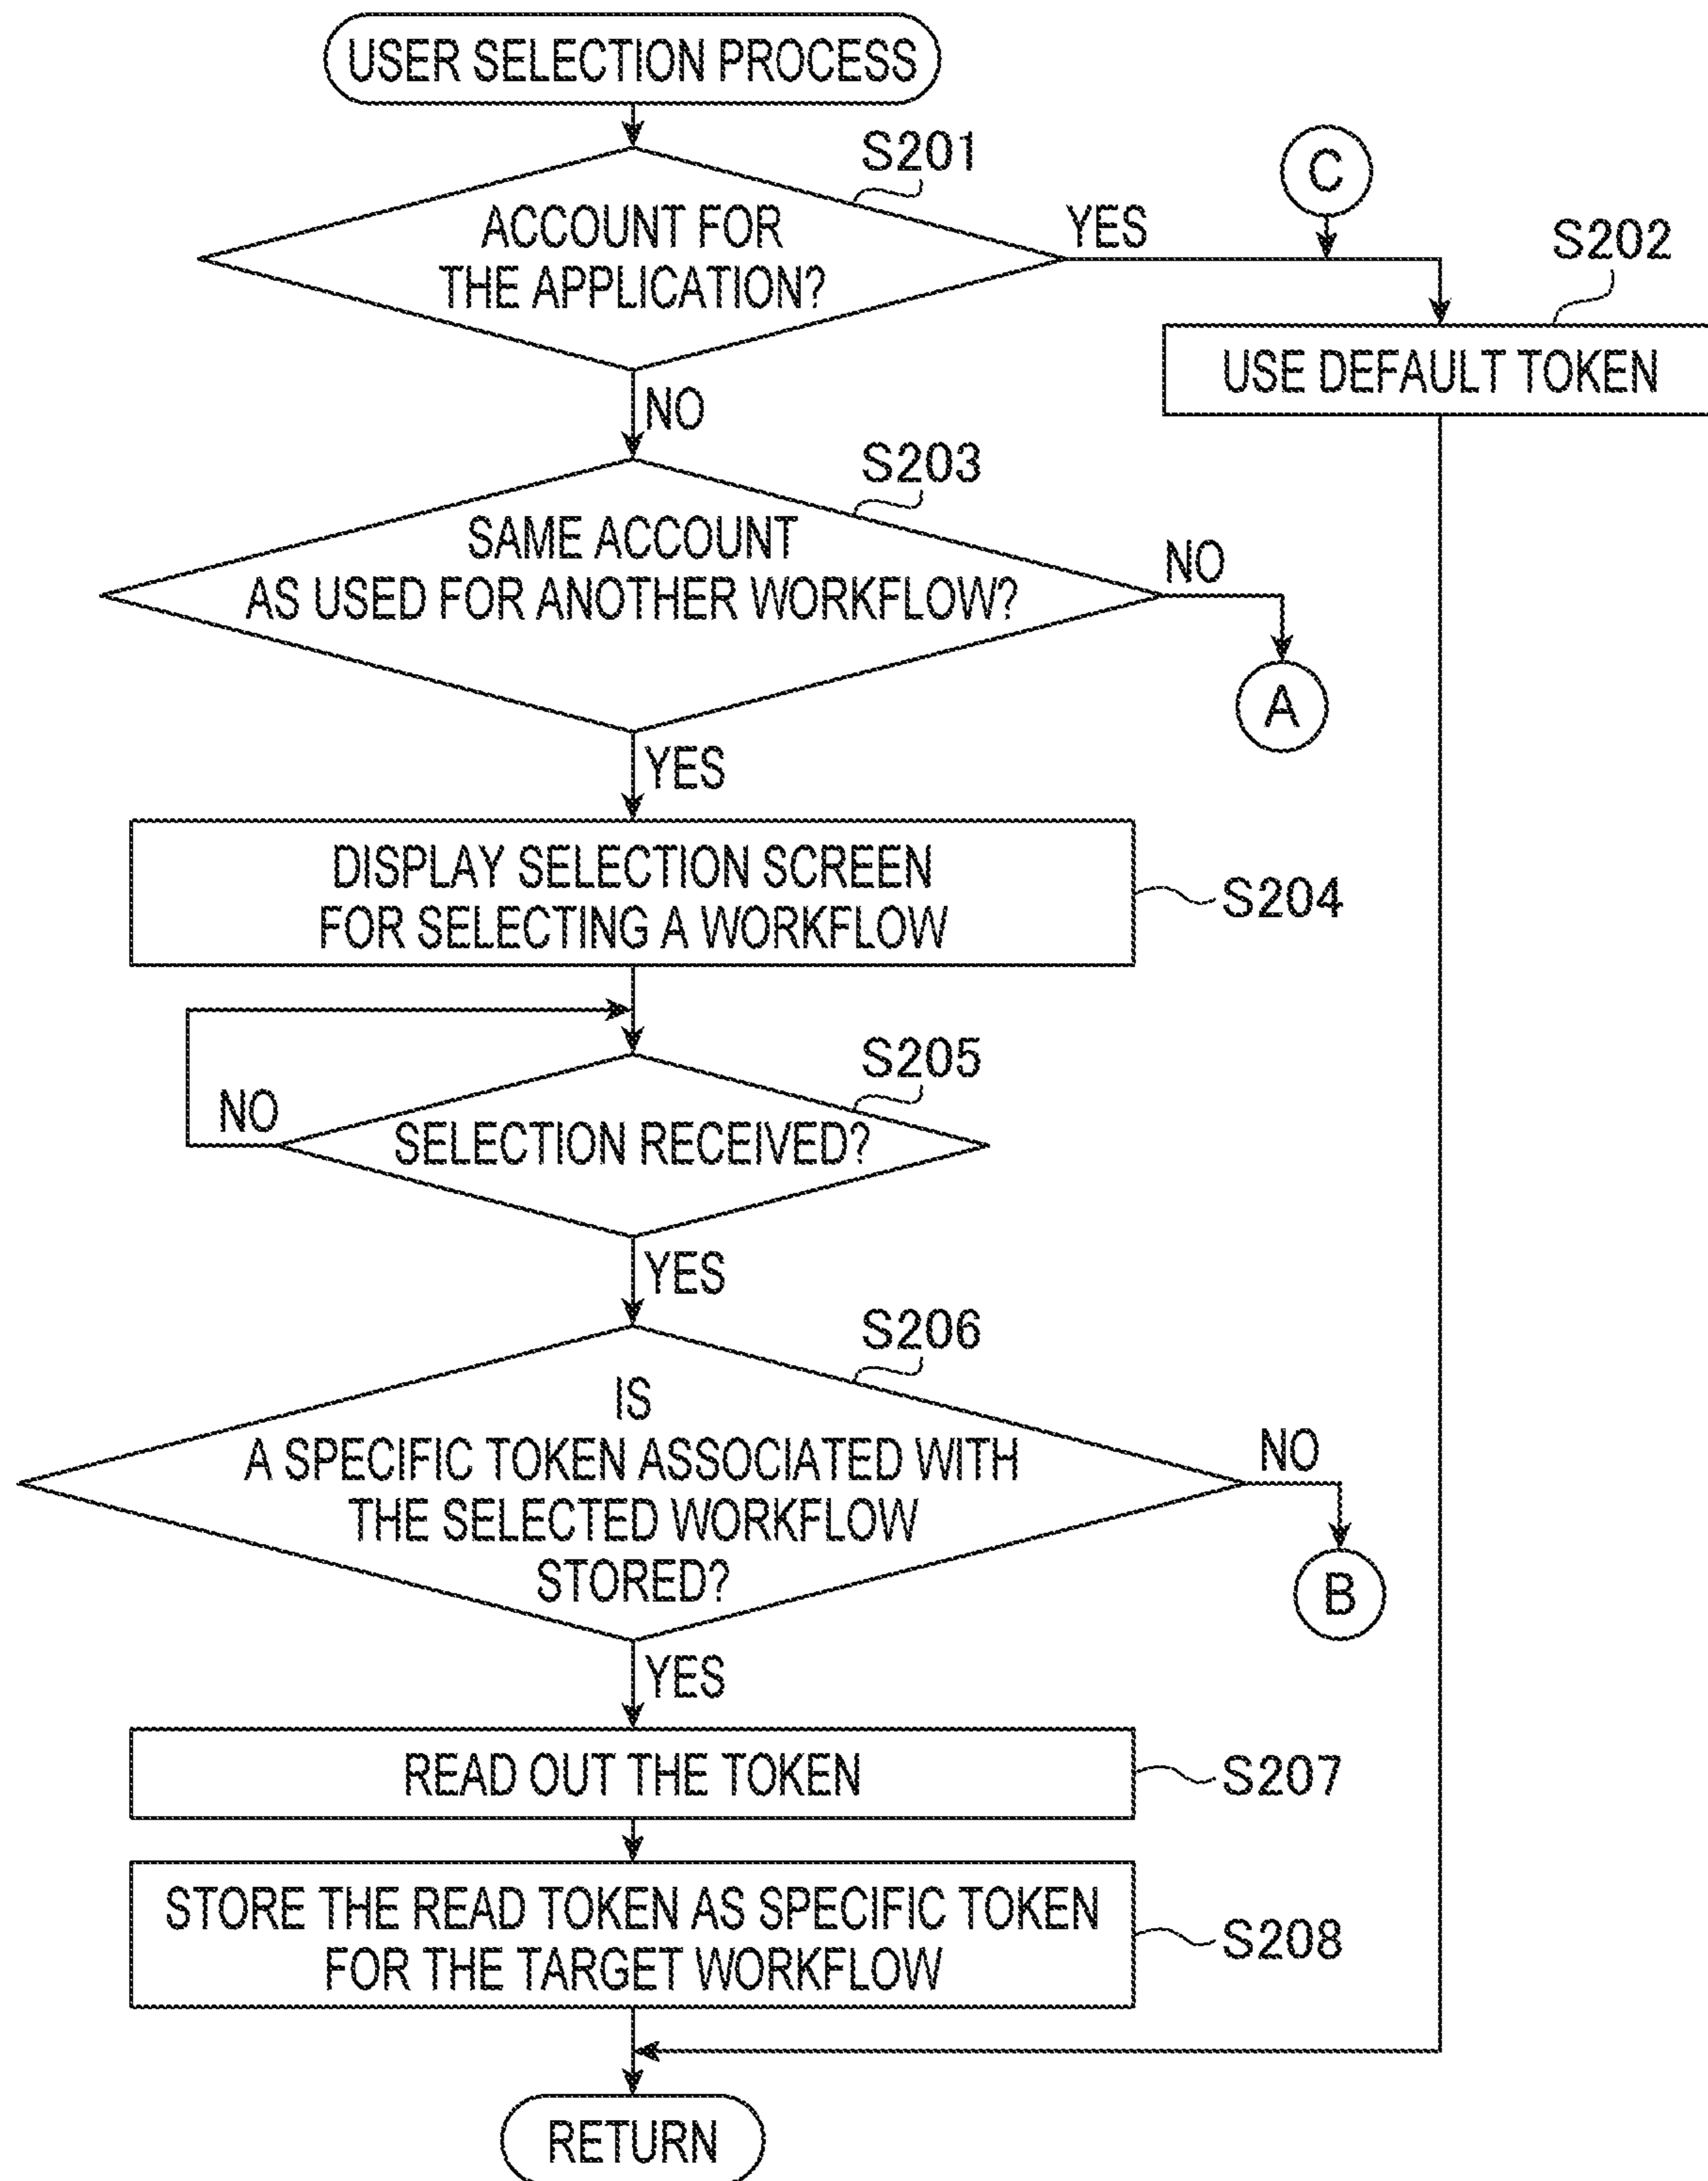 USER SELECTION PROCESS
S201
C
ACCOUNT FOR
THE APPLICATION?
YES
S202
USE DEFAULT TOKEN
NO
S203
SAME ACCOUNT
AS USED FOR ANOTHER WORKFLOW?
NO
A
YES
DISPLAY SELECTION SCREEN
FOR SELECTING A WORKFLOW
S204
S205
NO
SELECTION RECEIVED?
YES
S206
IS
A SPECIFIC TOKEN ASSOCIATED WITH
THE SELECTED WORKFLOW
STORED?
NO
B
YES
READ OUT THE TOKEN
S207
STORE THE READ TOKEN AS SPECIFIC TOKEN
FOR THE TARGET WORKFLOW
S208
RETURN